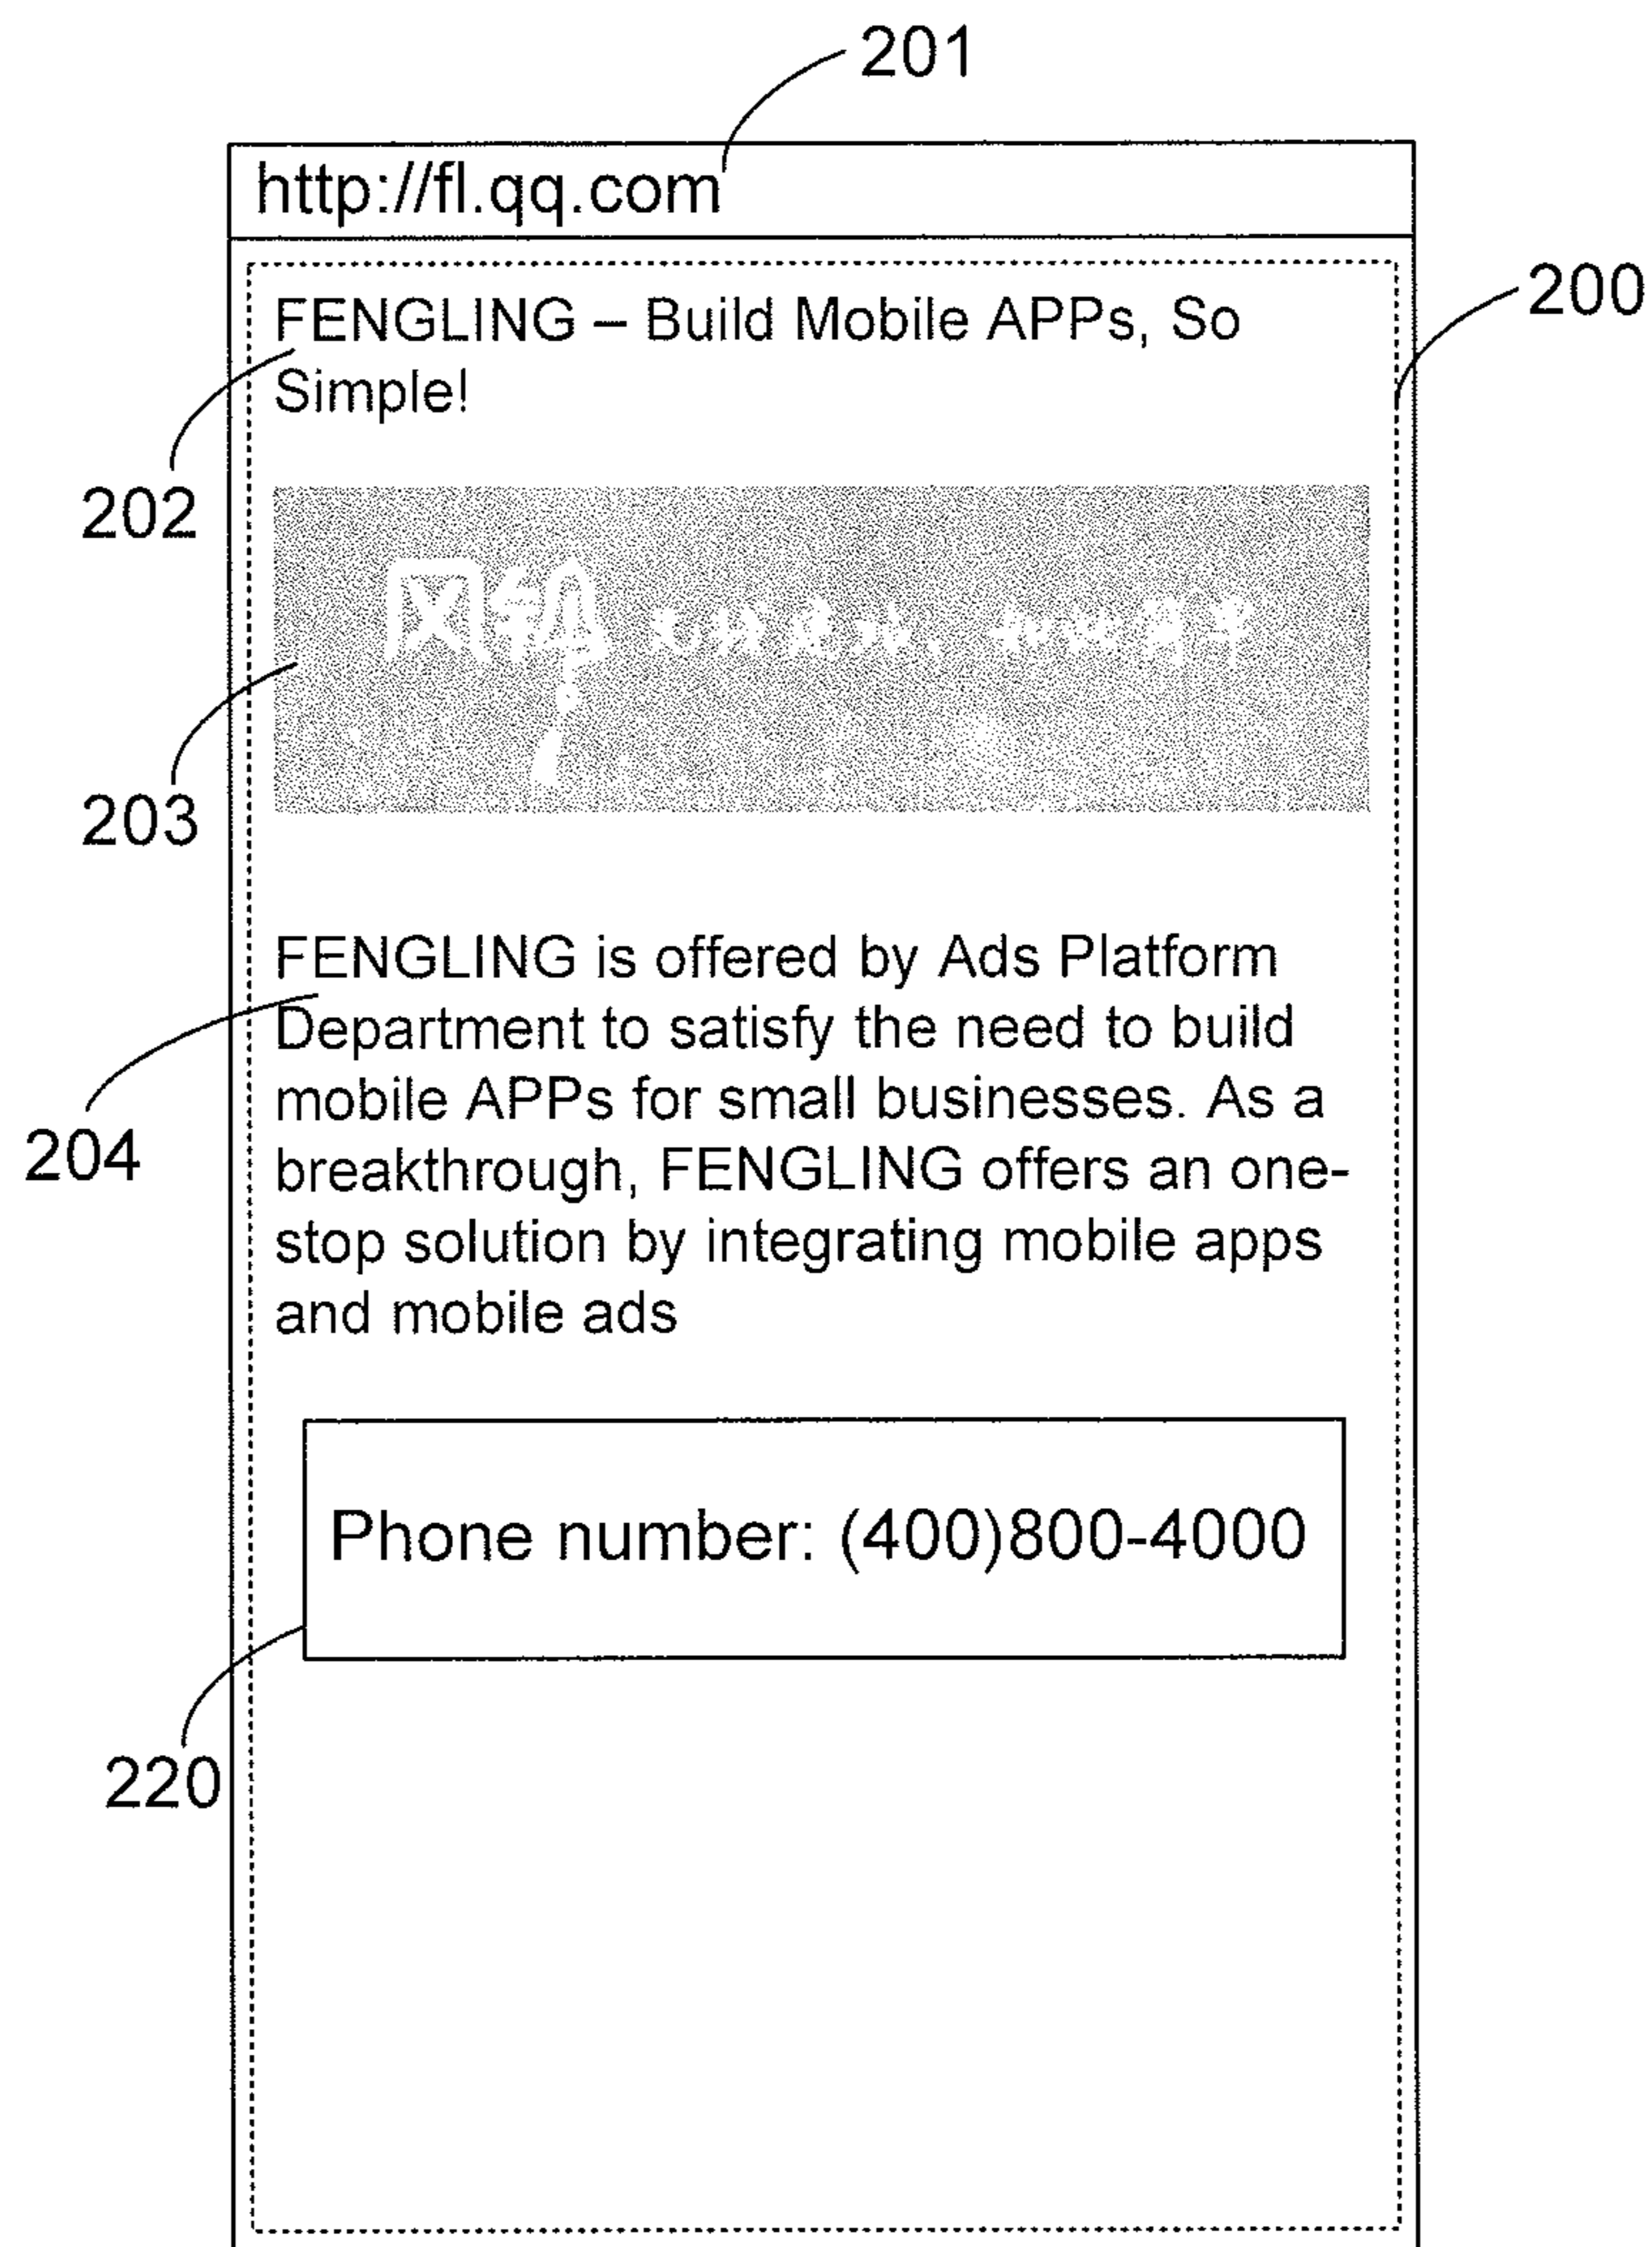 201
http://fl.qq.com
200
FENGLING – Build Mobile APPs, So
Simple!
202
风铃
203
FENGLING is offered by Ads Platform
Department to satisfy the need to build
mobile APPs for small businesses. As a
204
breakthrough, FENGLING offers an one-
stop solution by integrating mobile apps
and mobile ads
Phone number: (400)800-4000
220